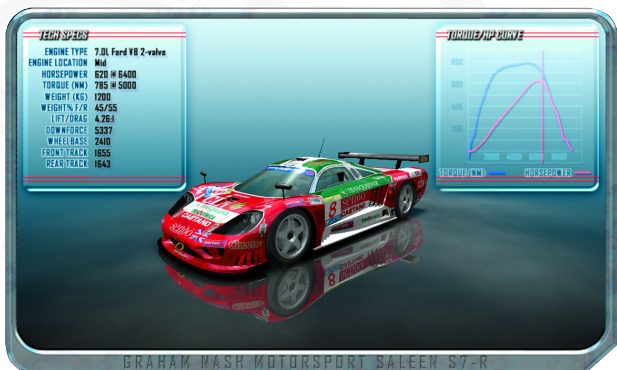 TECH SPECS
ENGINE TYPE 7.0L Ford V8 2-valve
ENGINE LOCATION Mid
HORSEPOWER 620 @ 6400
TORQUE (NM) 785 @ 5000
WEIGHT (KG) 1200
WEIGHT% F/R 45/55
LIFT/DRAG 4.26:1
DOWNFORCE 5337
WHEELBASE 2410
FRONT TRACK 1655
REAR TRACK 1643
TORQUE/HP CURVE
800
600
400
200
2000 4000 6000 8000
TORQUE (NM) HORSEPOWER
8
GRAHAM NASH MOTORSPORT SALEEN S7-R